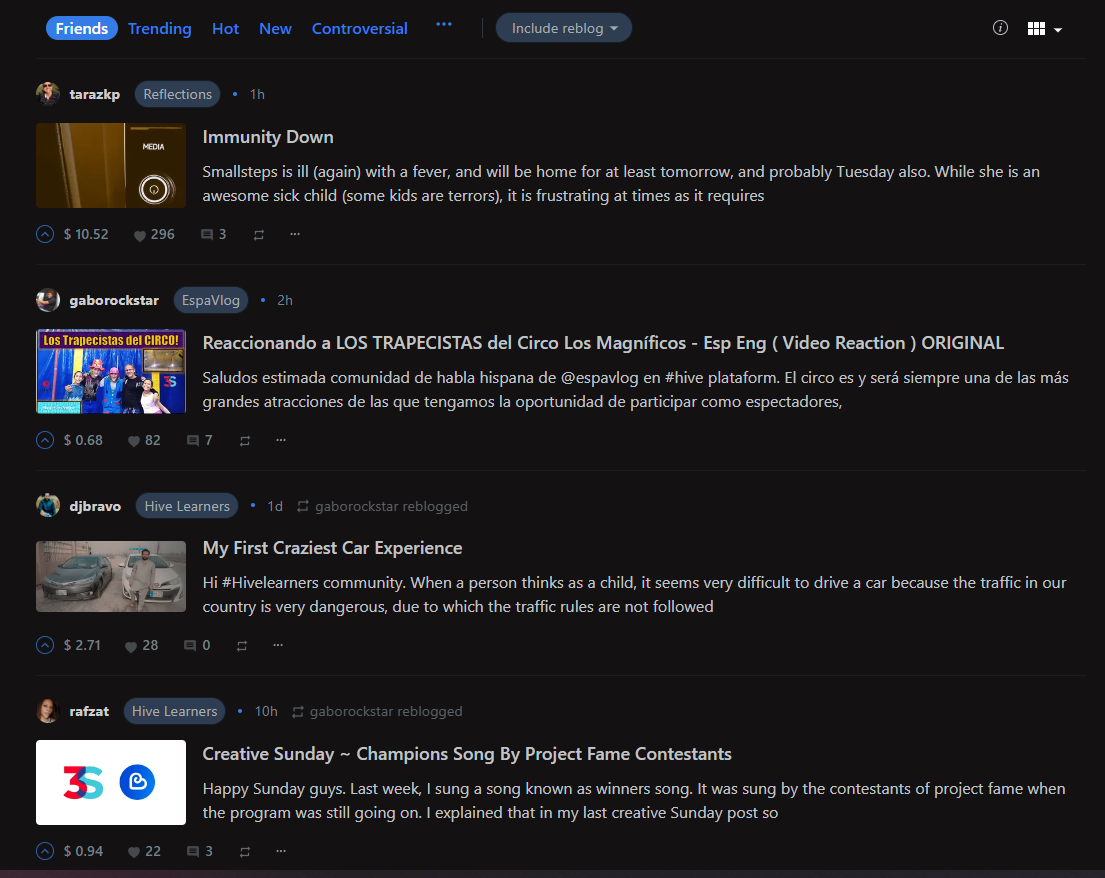 Friends Trending Hot New Controversial ··· Include reblog
tarazkp Reflections • 1h
MEDIA
Immunity Down
Smallsteps is ill (again) with a fever, and will be home for at least tomorrow, and probably Tuesday also. While she is an
awesome sick child (some kids are terrors), it is frustrating at times as it requires
$ 10.52 296 3 ···
gaborockstar EspaVlog • 2h
Los Trapecistas del CIRCO!
3S
Reaccionando a LOS TRAPECISTAS del Circo Los Magníficos - Esp Eng ( Video Reaction ) ORIGINAL
Saludos estimada comunidad de habla hispana de @espavlog en #hive plataform. El circo es y será siempre una de las más
grandes atracciones de las que tengamos la oportunidad de participar como espectadores,
$ 0.68 82 7 ···
djbravo Hive Learners • 1d gaborockstar reblogged
My First Craziest Car Experience
Hi #Hivelearners community. When a person thinks as a child, it seems very difficult to drive a car because the traffic in our
country is very dangerous, due to which the traffic rules are not followed
$ 2.71 28 0 ···
rafzat Hive Learners • 10h gaborockstar reblogged
3S
Creative Sunday ~ Champions Song By Project Fame Contestants
Happy Sunday guys. Last week, I sung a song known as winners song. It was sung by the contestants of project fame when
the program was still going on. I explained that in my last creative Sunday post so
$ 0.94 22 3 ···